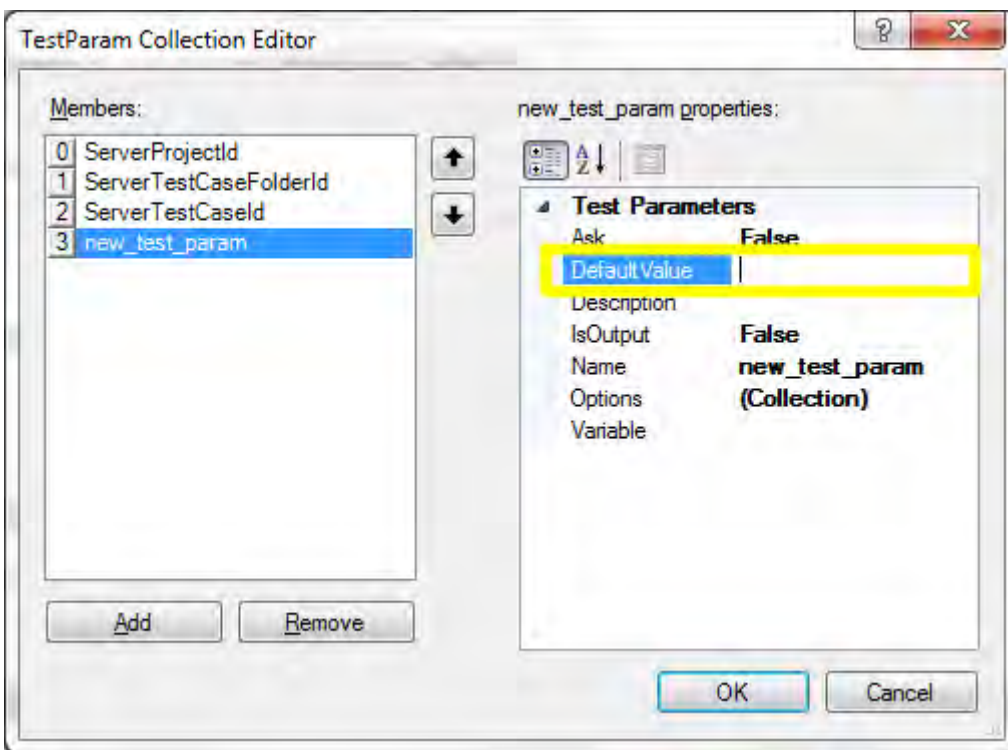 TestParam Collection Editor
Members:
0 ServerProjectId
1 ServerTestCaseFolderId
2 ServerTestCaseId
3 new_test_param
Add
Remove
new_test_param properties:
Test Parameters
Ask False
DefaultValue
Description
IsOutput False
Name new_test_param
Options (Collection)
Variable
OK
Cancel